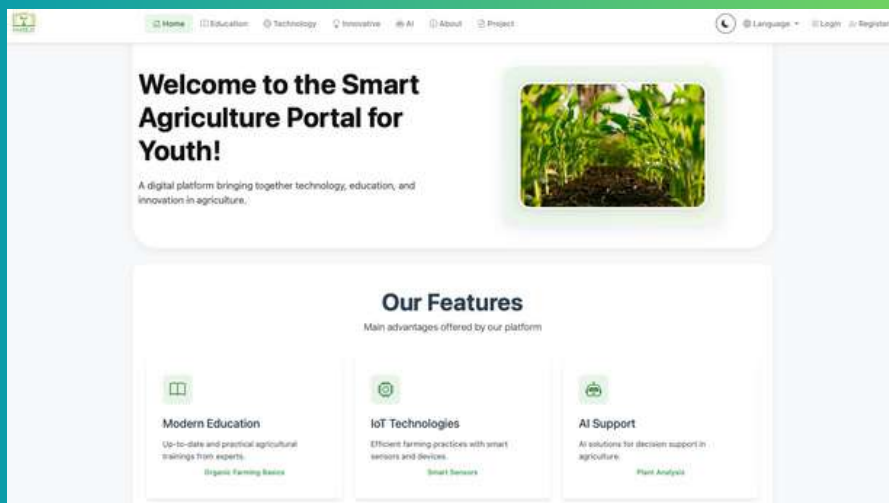 Home Education Technology Innovative AI About Project Language Login Register
Welcome to the Smart
Agriculture Portal for
Youth!
A digital platform bringing together technology, education, and
innovation in agriculture.
Our Features
Main advantages offered by our platform
Modern Education
Up-to-date and practical agricultural
trainings from experts.
Organic Farming Basics
IoT Technologies
Efficient farming practices with smart
sensors and devices.
Smart Sensors
AI Support
AI solutions for decision support in
agriculture.
Plant Analysis